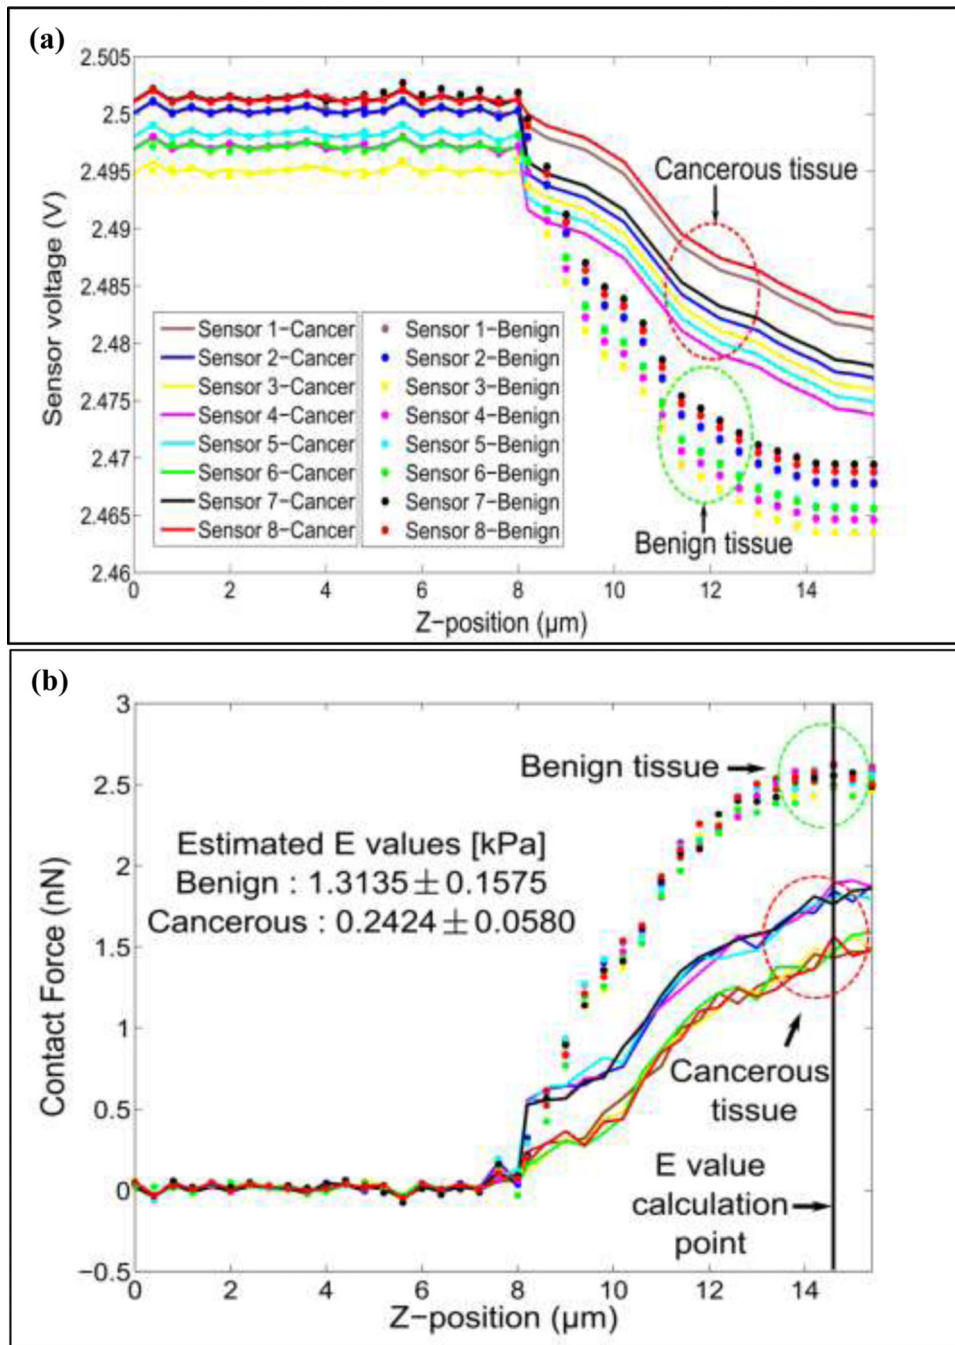 (a)
2.505
2.5
2.495
2.49
2.485
2.48
2.475
2.47
2.465
2.46
Sensor voltage (V)
Cancerous tissue
Sensor 1−Cancer
Sensor 2−Cancer
Sensor 3−Cancer
Sensor 4−Cancer
Sensor 5−Cancer
Sensor 6−Cancer
Sensor 7−Cancer
Sensor 8−Cancer
Sensor 1−Benign
Sensor 2−Benign
Sensor 3−Benign
Sensor 4−Benign
Sensor 5−Benign
Sensor 6−Benign
Sensor 7−Benign
Sensor 8−Benign
Benign tissue
0 2 4 6 8 10 12 14
Z−position (μm)
(b)
3
2.5
2
1.5
1
0.5
0
−0.5
Contact Force (nN)
Benign tissue
Estimated E values [kPa]
Benign : 1.3135±0.1575
Cancerous : 0.2424±0.0580
Cancerous
tissue
E value
calculation
point
0 2 4 6 8 10 12 14
Z−position (μm)